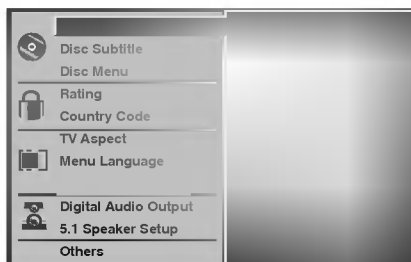 Disc Subtitle
Disc Menu
Rating
Country Code
TV Aspect
Menu Language
Digital Audio Output
5.1 Speaker Setup
Others